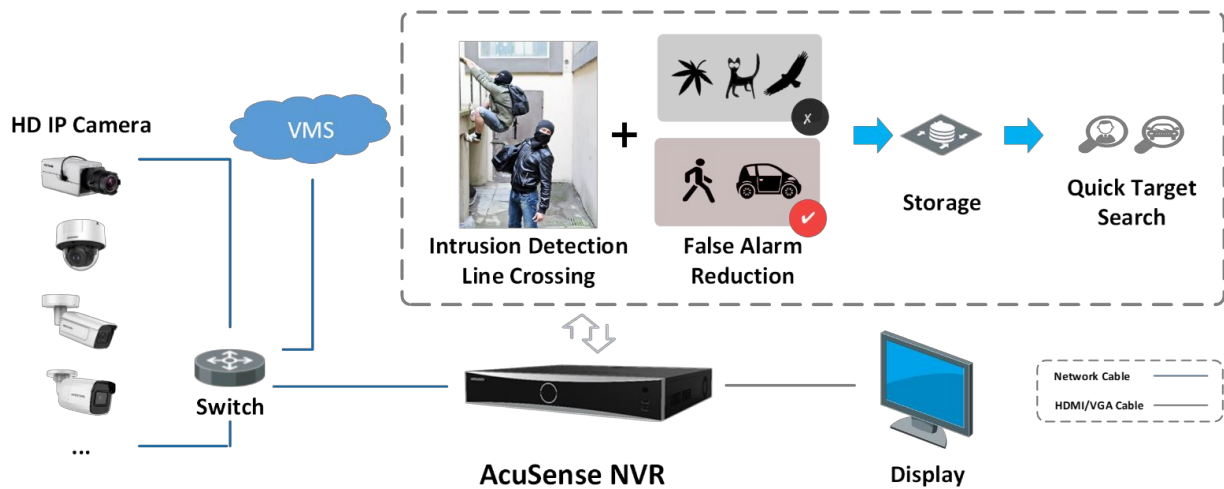 HD IP Camera
VMS
Intrusion Detection
Line Crossing
+
False Alarm
Reduction
Storage
Quick Target
Search
Switch
...
AcuSense NVR
Display
Network Cable
HDMI/VGA Cable